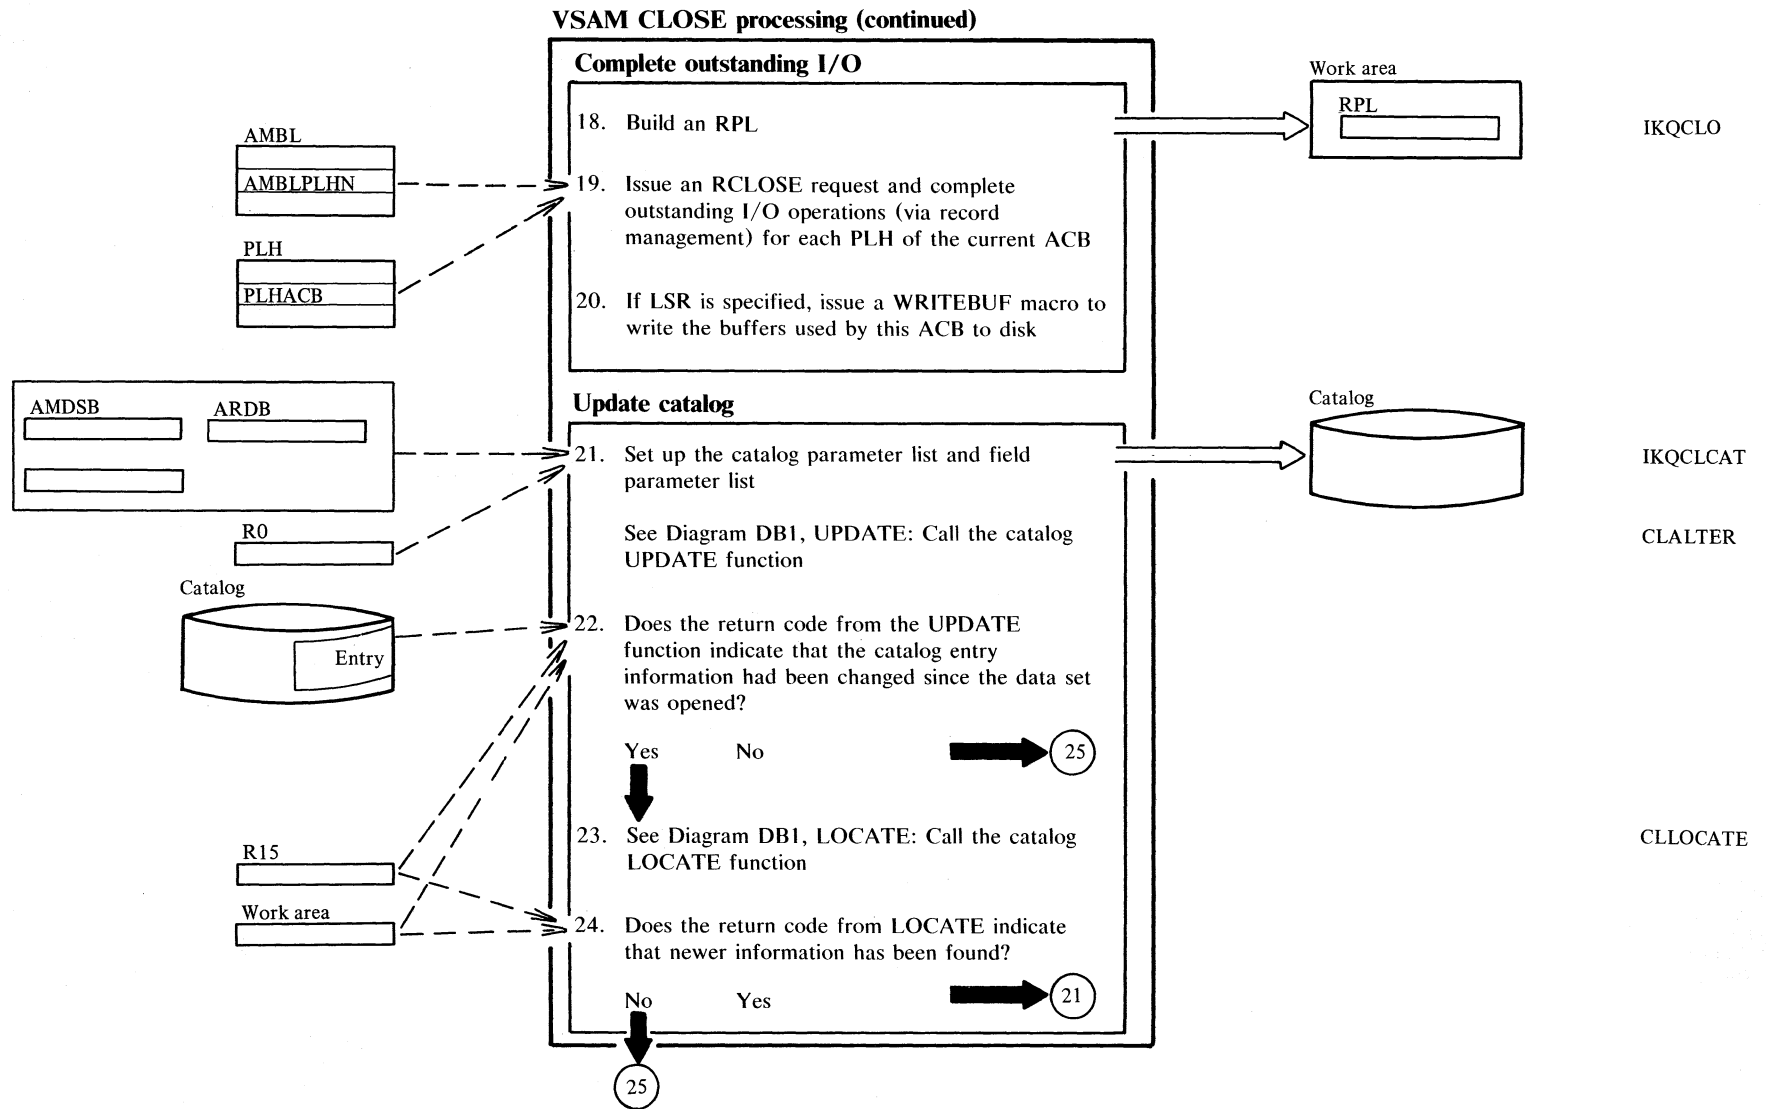 VSAM CLOSE processing (continued)
Complete outstanding I/O
18. Build an RPL
Work area
RPL
IKQCLO
AMBL
AMBLPLHN
19. Issue an RCLOSE request and complete
outstanding I/O operations (via record
management) for each PLH of the current ACB
PLH
PLHACB
20. If LSR is specified, issue a WRITEBUF macro to
write the buffers used by this ACB to disk
Update catalog
AMDSB
ARDB
21. Set up the catalog parameter list and field
parameter list
Catalog
IKQCLCAT
R0
See Diagram DB1, UPDATE: Call the catalog
UPDATE function
CLALTER
Catalog
Entry
22. Does the return code from the UPDATE
function indicate that the catalog entry
information had been changed since the data set
was opened?
Yes No 25
23. See Diagram DB1, LOCATE: Call the catalog
LOCATE function
CLLOCATE
R15
Work area
24. Does the return code from LOCATE indicate
that newer information has been found?
No Yes 21
25